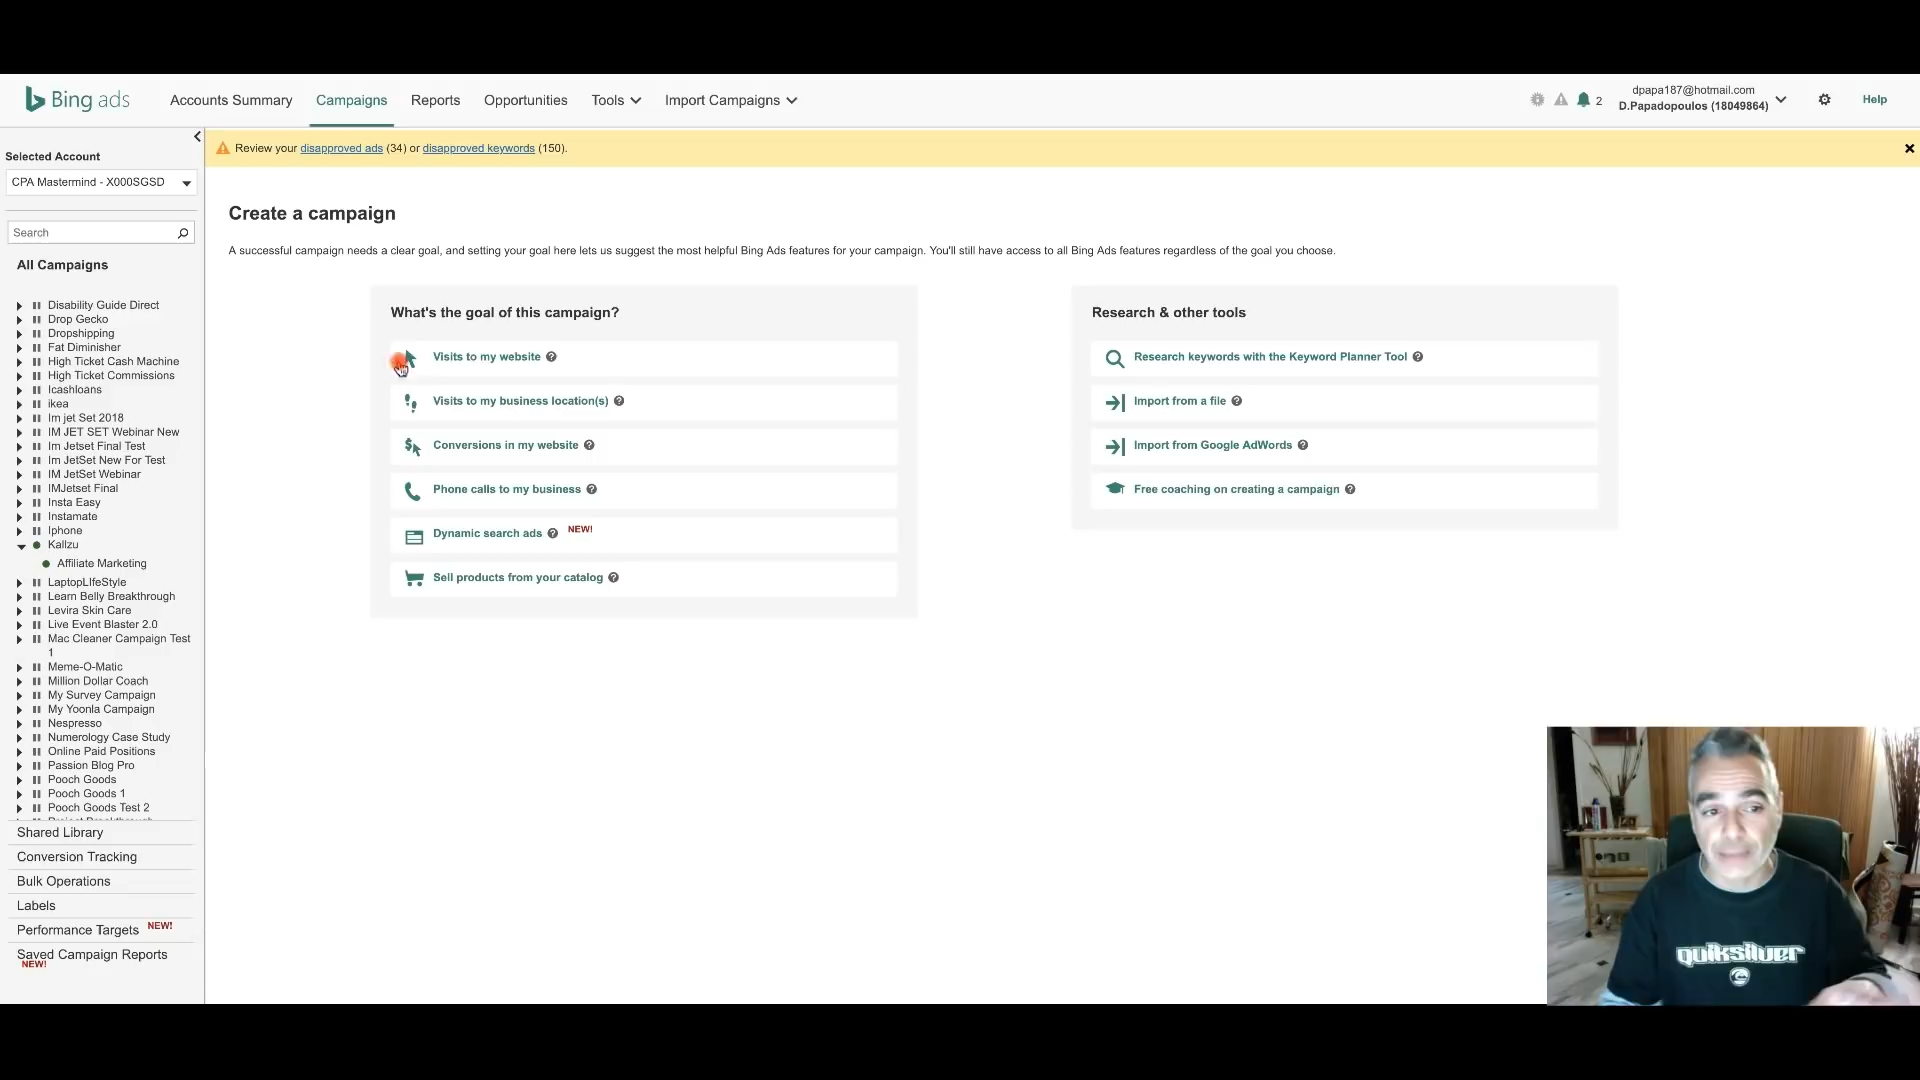 Bing ads
Accounts Summary
Campaigns
Reports
Opportunities
Tools
Import Campaigns
2
dpapa187@hotmail.com
D.Papadopoulos (18049864)
Help
Review your disapproved ads (34) or disapproved keywords (150).
Selected Account
CPA Mastermind - X000SGSD
Search
All Campaigns
Disability Guide Direct
Drop Gecko
Dropshipping
Fat Diminisher
High Ticket Cash Machine
High Ticket Commissions
Icashloans
ikea
Im jet Set 2018
IM JET SET Webinar New
Im Jetset Final Test
Im JetSet New For Test
IM JetSet Webinar
IMJetset Final
Insta Easy
Instamate
Iphone
Kallzu
Affiliate Marketing
LaptopLIfeStyle
Learn Belly Breakthrough
Levira Skin Care
Live Event Blaster 2.0
Mac Cleaner Campaign Test
1
Meme-O-Matic
Million Dollar Coach
My Survey Campaign
My Yoonla Campaign
Nespresso
Numerology Case Study
Online Paid Positions
Passion Blog Pro
Pooch Goods
Pooch Goods 1
Pooch Goods Test 2
Shared Library
Conversion Tracking
Bulk Operations
Labels
Performance Targets NEW!
Saved Campaign Reports
NEW!
Create a campaign
A successful campaign needs a clear goal, and setting your goal here lets us suggest the most helpful Bing Ads features for your campaign. You'll still have access to all Bing Ads features regardless of the goal you choose.
What's the goal of this campaign?
Visits to my website
Visits to my business location(s)
Conversions in my website
Phone calls to my business
Dynamic search ads NEW!
Sell products from your catalog
Research & other tools
Research keywords with the Keyword Planner Tool
Import from a file
Import from Google AdWords
Free coaching on creating a campaign
quiksilver